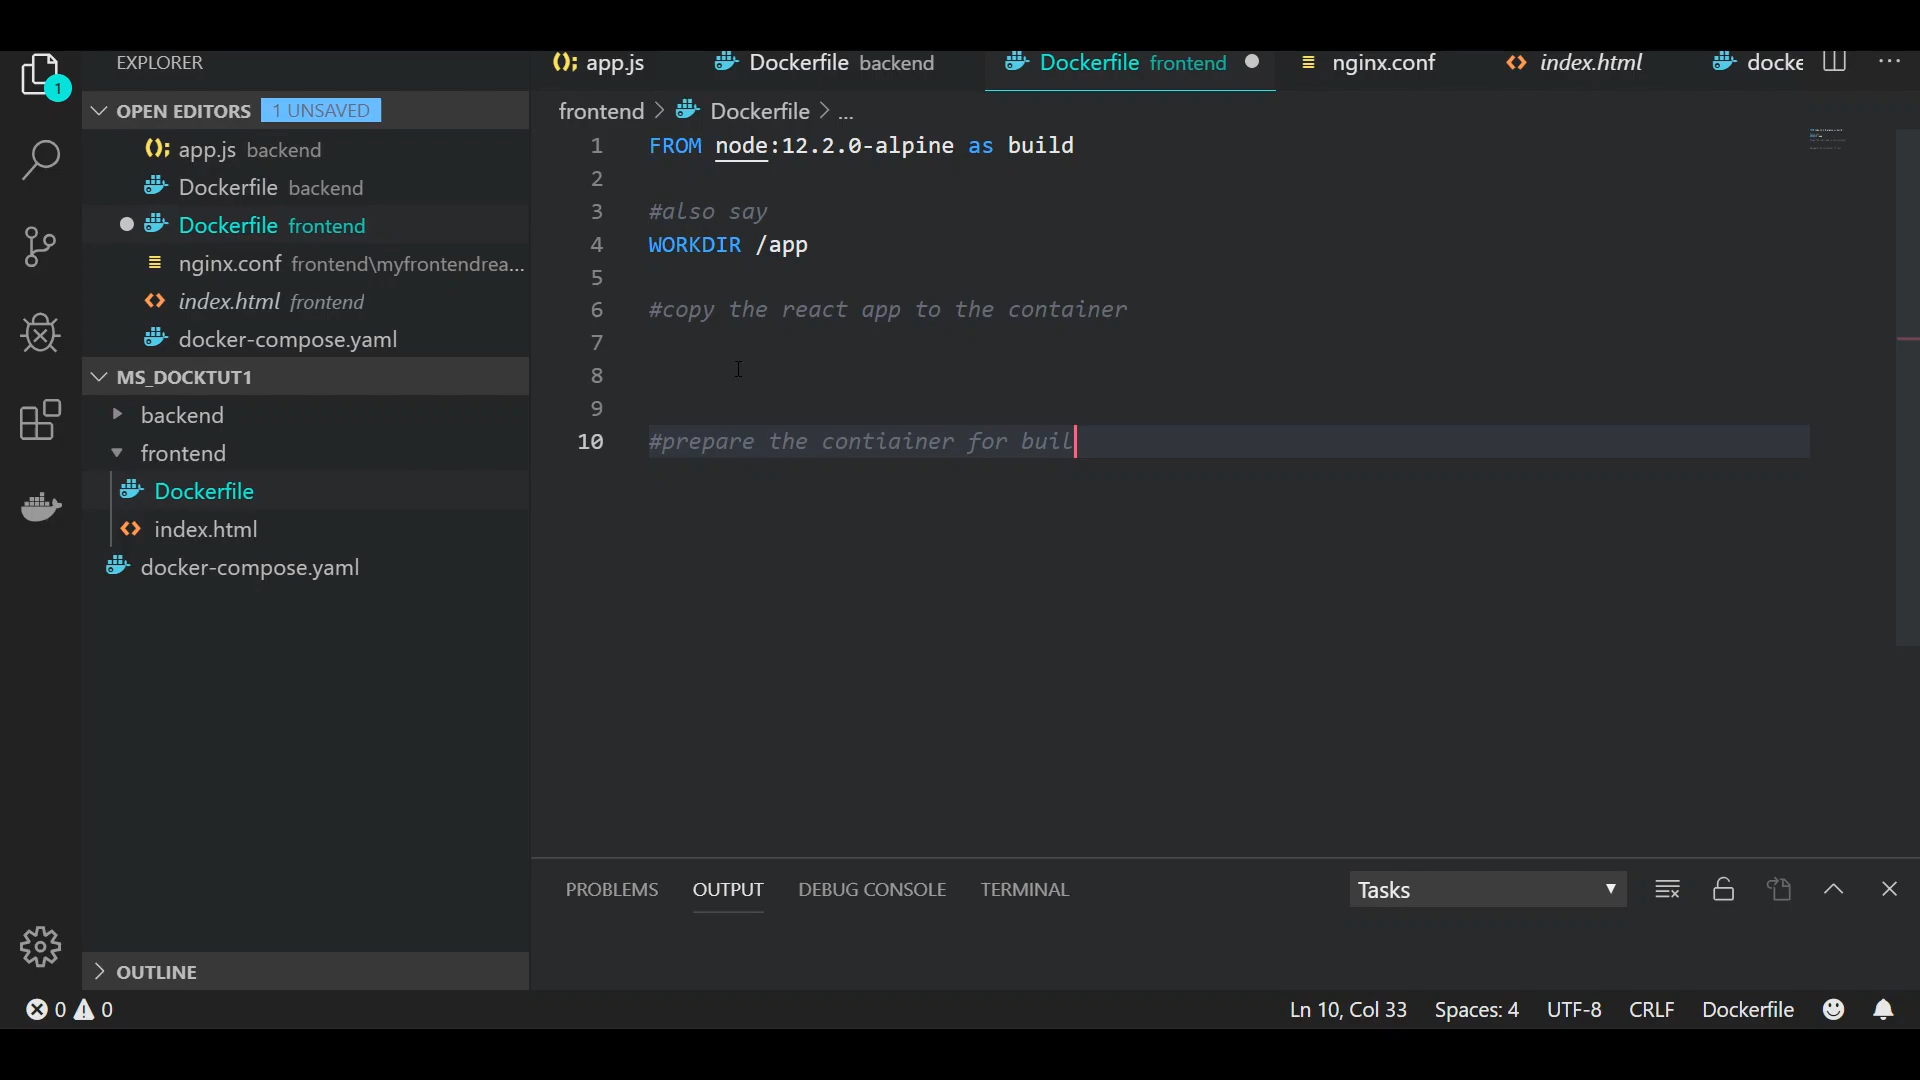 EXPLORER
OPEN EDITORS 1 UNSAVED
app.js backend
Dockerfile backend
Dockerfile frontend
nginx.conf frontend\myfrontendrea...
index.html frontend
docker-compose.yaml
MS_DOCKTUT1
backend
frontend
Dockerfile
index.html
docker-compose.yaml
OUTLINE
app.js Dockerfile backend Dockerfile frontend nginx.conf index.html docke
frontend > Dockerfile > ...
1 FROM node:12.2.0-alpine as build
2
3 #also say
4 WORKDIR /app
5
6 #copy the react app to the container
7
8
9
10 #prepare the contiainer for buil
PROBLEMS OUTPUT DEBUG CONSOLE TERMINAL Tasks
0 0 Ln 10, Col 33 Spaces: 4 UTF-8 CRLF Dockerfile
1